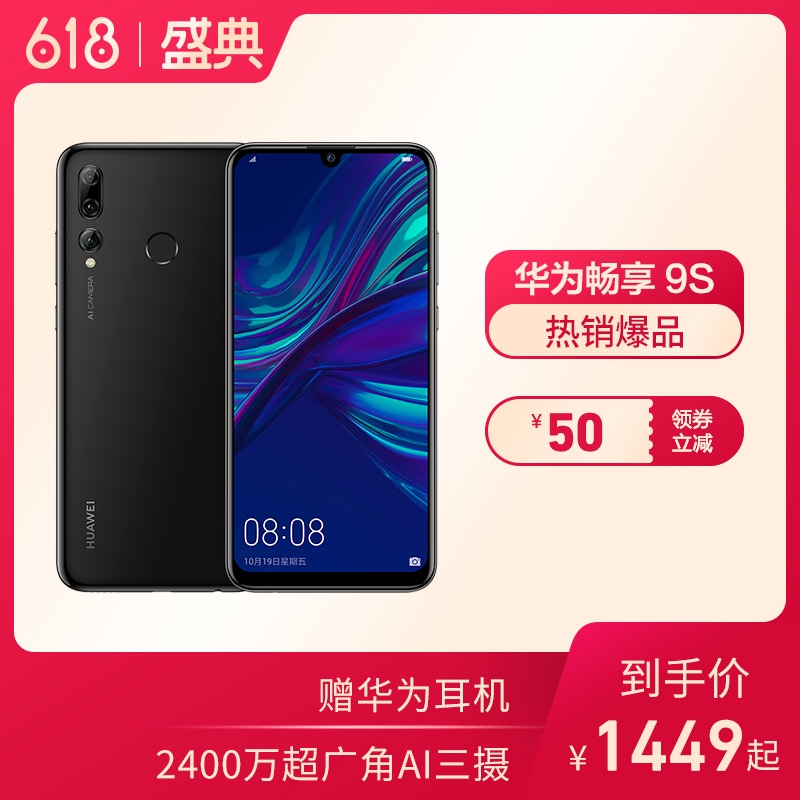 618 | 盛典
AI CAMERA
HUAWEI
08:08
10月19日星期五
华为畅享 9S
热销爆品
¥50
领券
立减
赠华为耳机
2400万超广角AI三摄
到手价
¥1449起